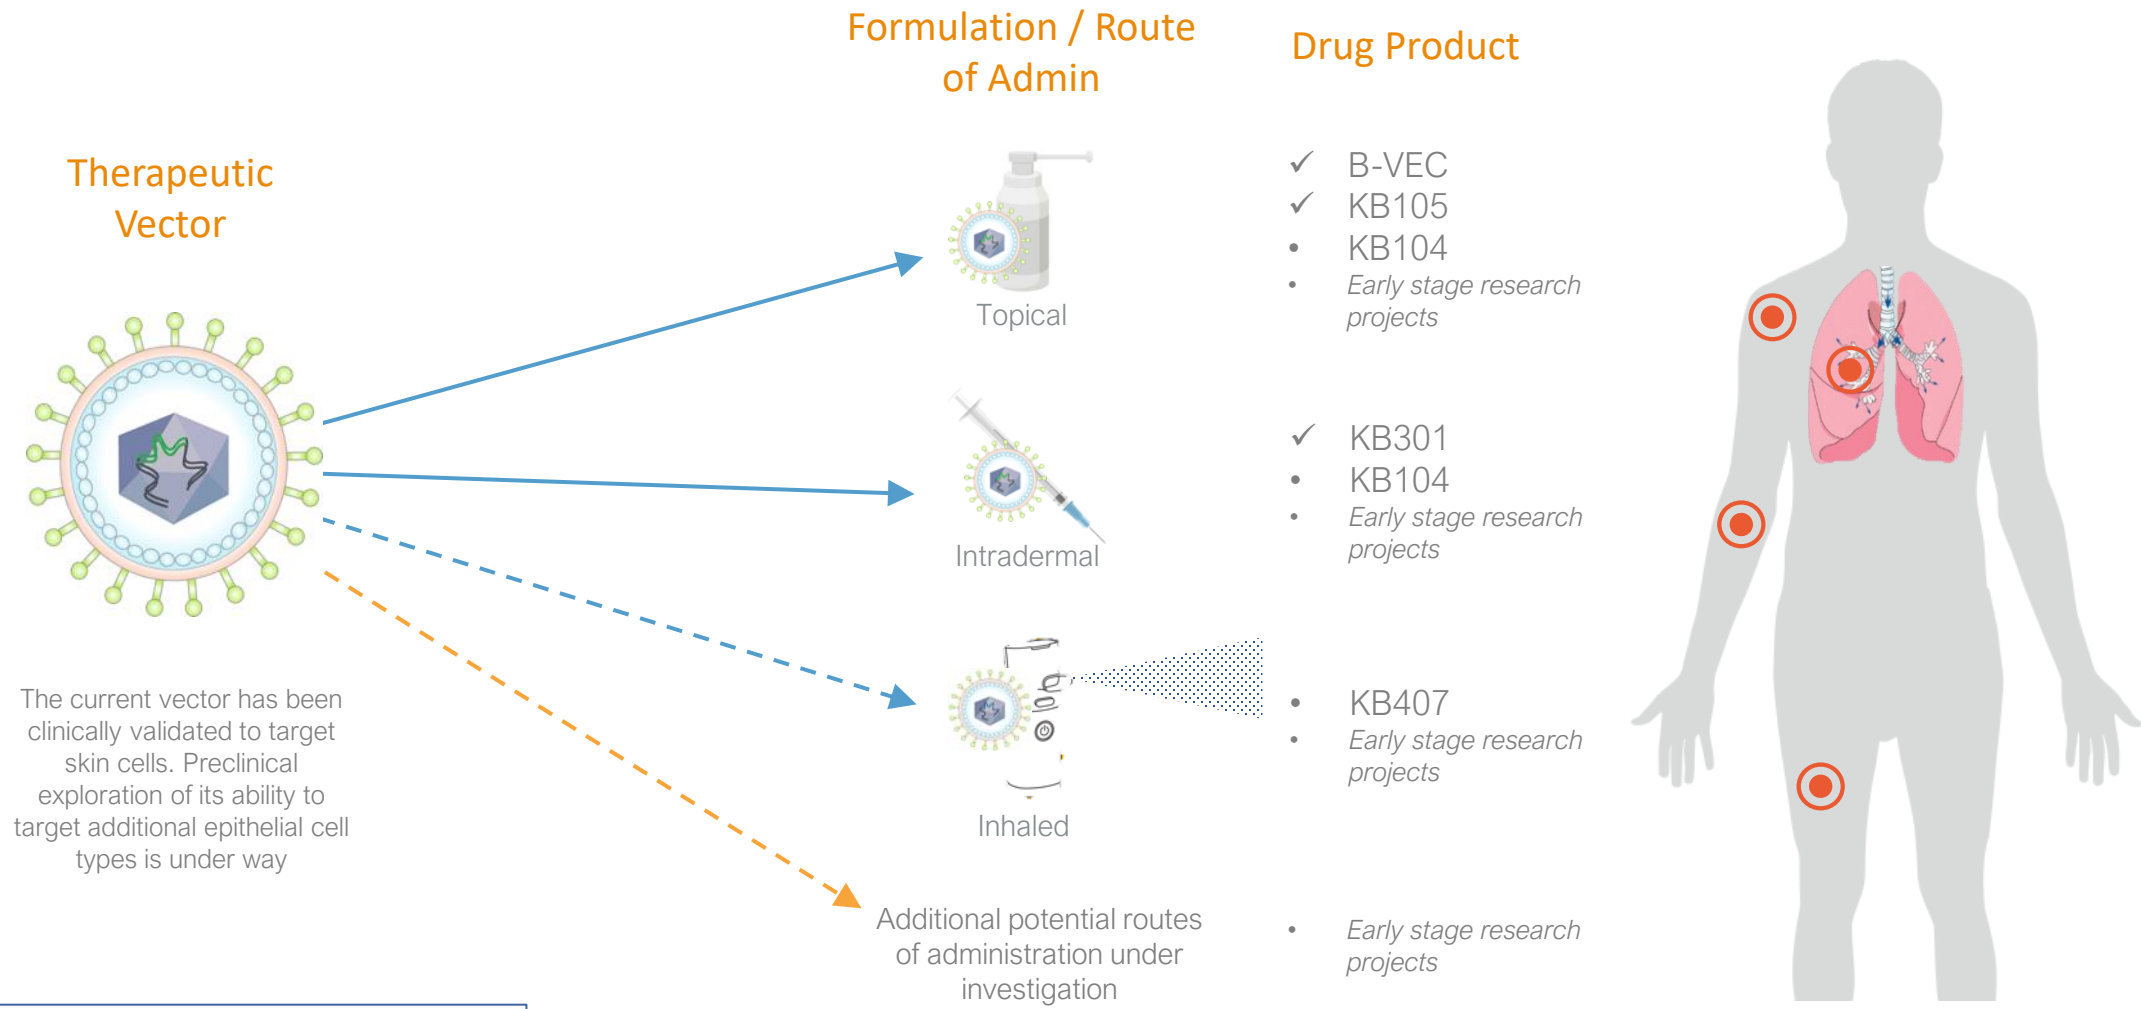 Therapeutic
Vector
The current vector has been
clinically validated to target
skin cells. Preclinical
exploration of its ability to
target additional epithelial cell
types is under way
Formulation / Route
of Admin
Topical
Intradermal
Inhaled
Additional potential routes
of administration under
investigation
Drug Product
✓ B-VEC
✓ KB105
• KB104
• Early stage research
projects
✓ KB301
• KB104
• Early stage research
projects
• KB407
• Early stage research
projects
• Early stage research
projects